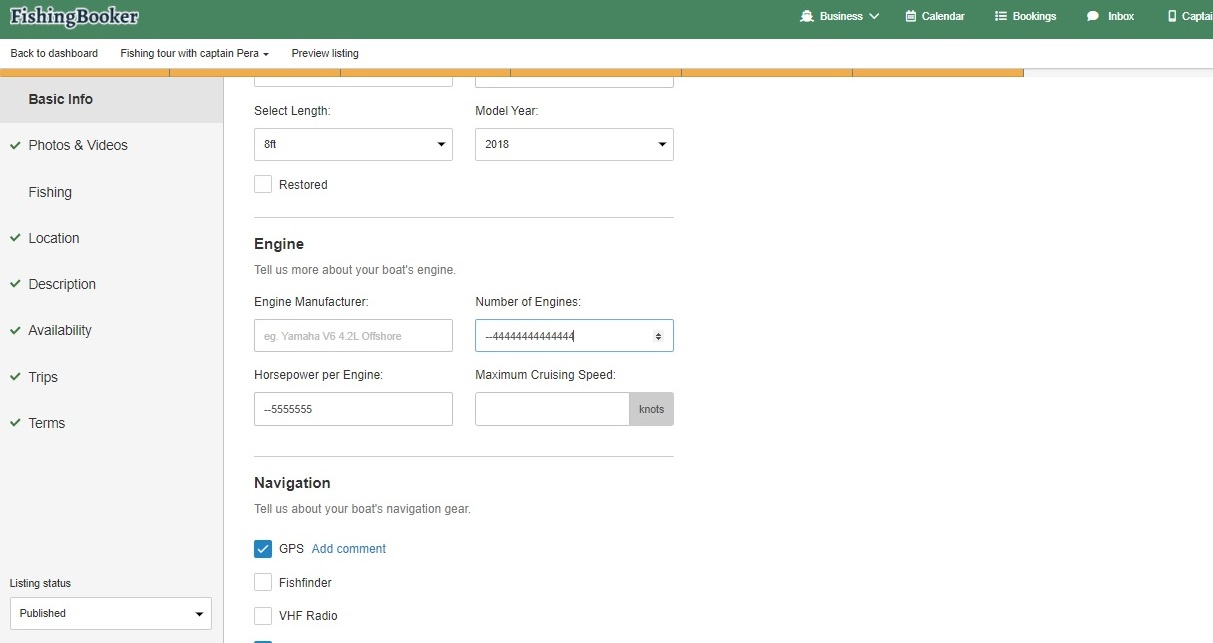 FishingBooker
Business Calendar Bookings Inbox Captai
Back to dashboard Fishing tour with captain Pera Preview listing
Basic Info
Photos & Videos
Fishing
Location
Description
Availability
Trips
Terms
Listing status
Published
Select Length: Model Year:
8ft 2018
Restored
Engine
Tell us more about your boat's engine.
Engine Manufacturer: Number of Engines:
eg. Yamaha V6 4.2L Offshore --44444444444444
Horsepower per Engine: Maximum Cruising Speed:
--5555555 knots
Navigation
Tell us about your boat's navigation gear.
GPS Add comment
Fishfinder
VHF Radio